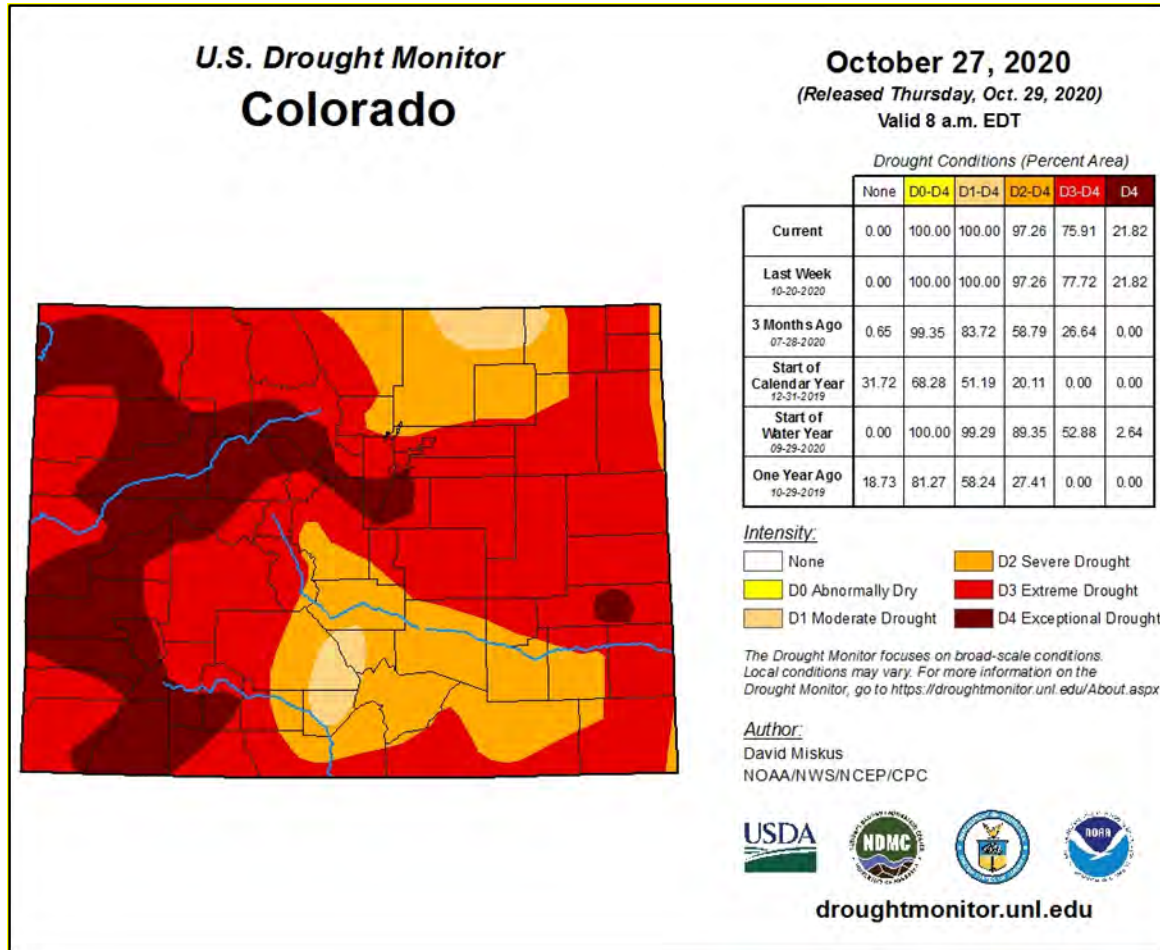 U.S. Drought Monitor
Colorado
October 27, 2020
(Released Thursday, Oct. 29, 2020)
Valid 8 a.m. EDT
Drought Conditions (Percent Area)
None D0-D4 D1-D4 D2-D4 D3-D4 D4
Current 0.00 100.00 100.00 97.26 75.91 21.82
Last Week
10-20-2020
0.00 100.00 100.00 97.26 77.72 21.82
3 Months Ago
07-28-2020
0.65 99.35 83.72 58.79 26.64 0.00
Start of
Calendar Year
12-31-2019
31.72 68.28 51.19 20.11 0.00 0.00
Start of
Water Year
09-29-2020
0.00 100.00 99.29 89.35 52.88 2.64
One Year Ago
10-29-2019
18.73 81.27 58.24 27.41 0.00 0.00
Intensity:
None
D0 Abnormally Dry
D1 Moderate Drought
D2 Severe Drought
D3 Extreme Drought
D4 Exceptional Drought
The Drought Monitor focuses on broad-scale conditions.
Local conditions may vary. For more information on the
Drought Monitor, go to https://droughtmonitor.unl.edu/About.aspx
Author:
David Miskus
NOAA/NWS/NCEP/CPC
USDA
NDMC
NOAA
droughtmonitor.unl.edu